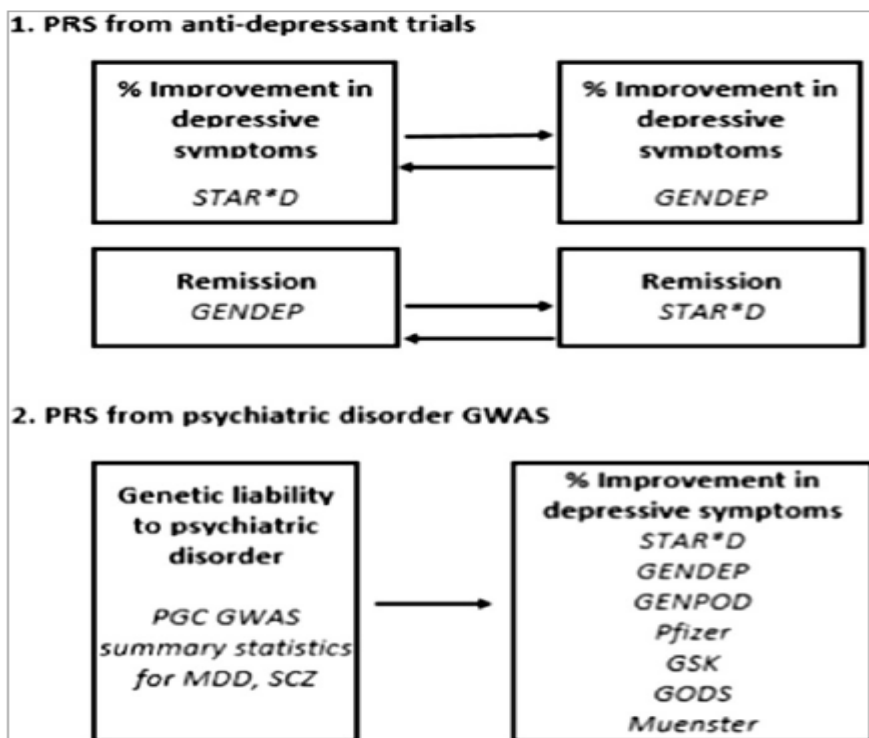 1. PRS from anti-depressant trials
% Improvement in
depressive
symptoms
STAR*D
% Improvement in
depressive
symptoms
GENDEP
Remission
GENDEP
Remission
STAR*D
2. PRS from psychiatric disorder GWAS
Genetic liability
to psychiatric
disorder
PGC GWAS
summary statistics
for MDD, SCZ
% Improvement in
depressive symptoms
STAR*D
GENDEP
GENPOD
Pfizer
GSK
GODS
Muenster